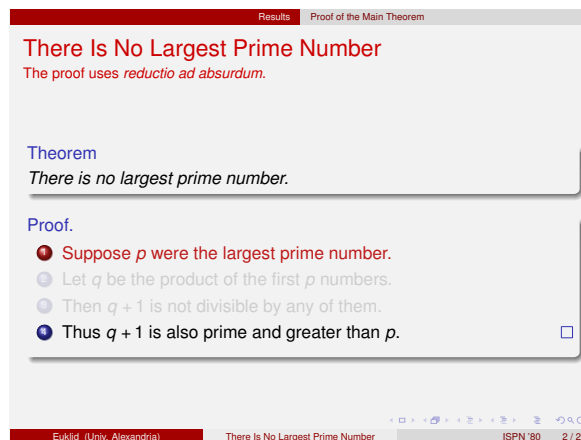 Results Proof of the Main Theorem
There Is No Largest Prime Number
The proof uses reductio ad absurdum.
Theorem
There is no largest prime number.
Proof.
1 Suppose p were the largest prime number.
2 Let q be the product of the first p numbers.
3 Then q + 1 is not divisible by any of them.
4 Thus q + 1 is also prime and greater than p.
Euklid (Univ. Alexandria) There Is No Largest Prime Number ISPN '80 2 / 2